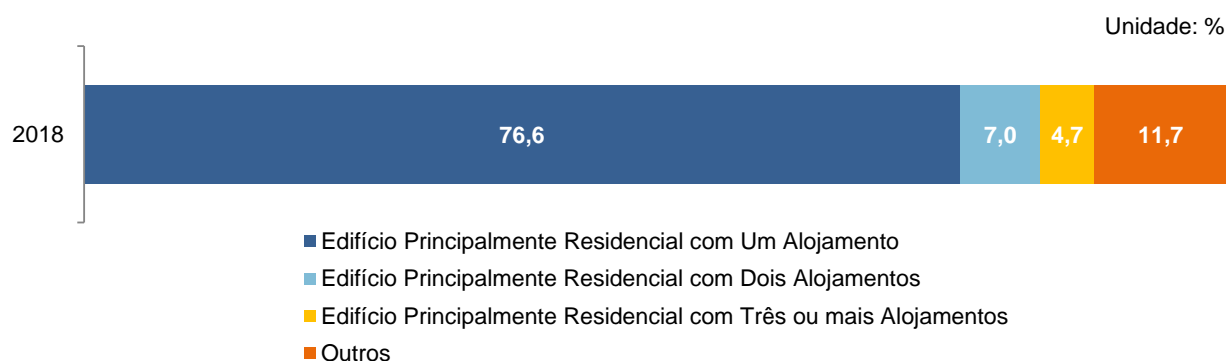 Unidade: %
2018
76,6 7,0 4,7 11,7
Edifício Principalmente Residencial com Um Alojamento
Edifício Principalmente Residencial com Dois Alojamentos
Edifício Principalmente Residencial com Três ou mais Alojamentos
Outros